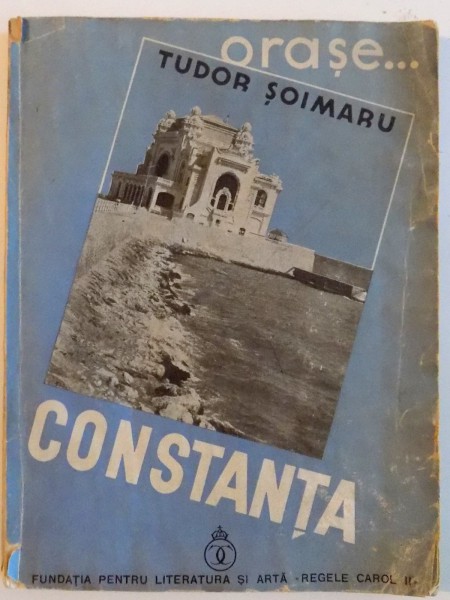 orașe...
TUDOR ȘOIMARU
CONSTANȚA
FUNDAȚIA PENTRU LITERATURA ȘI ARTĂ «REGELE CAROL II»